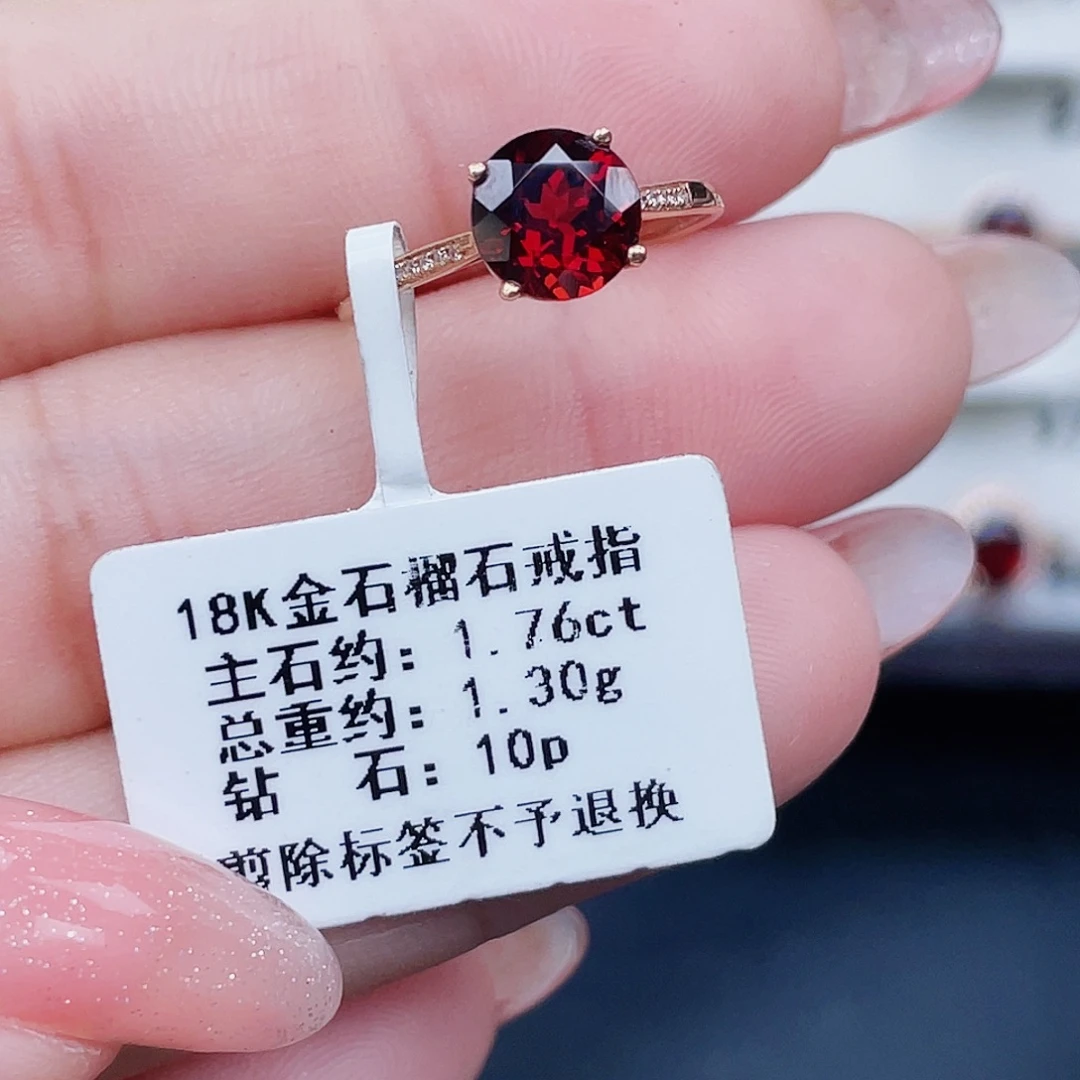 18K金石榴石戒指
主石约: 1.76ct
总重约: 1.30g
钻 石: 10p
剪除标签不予退换